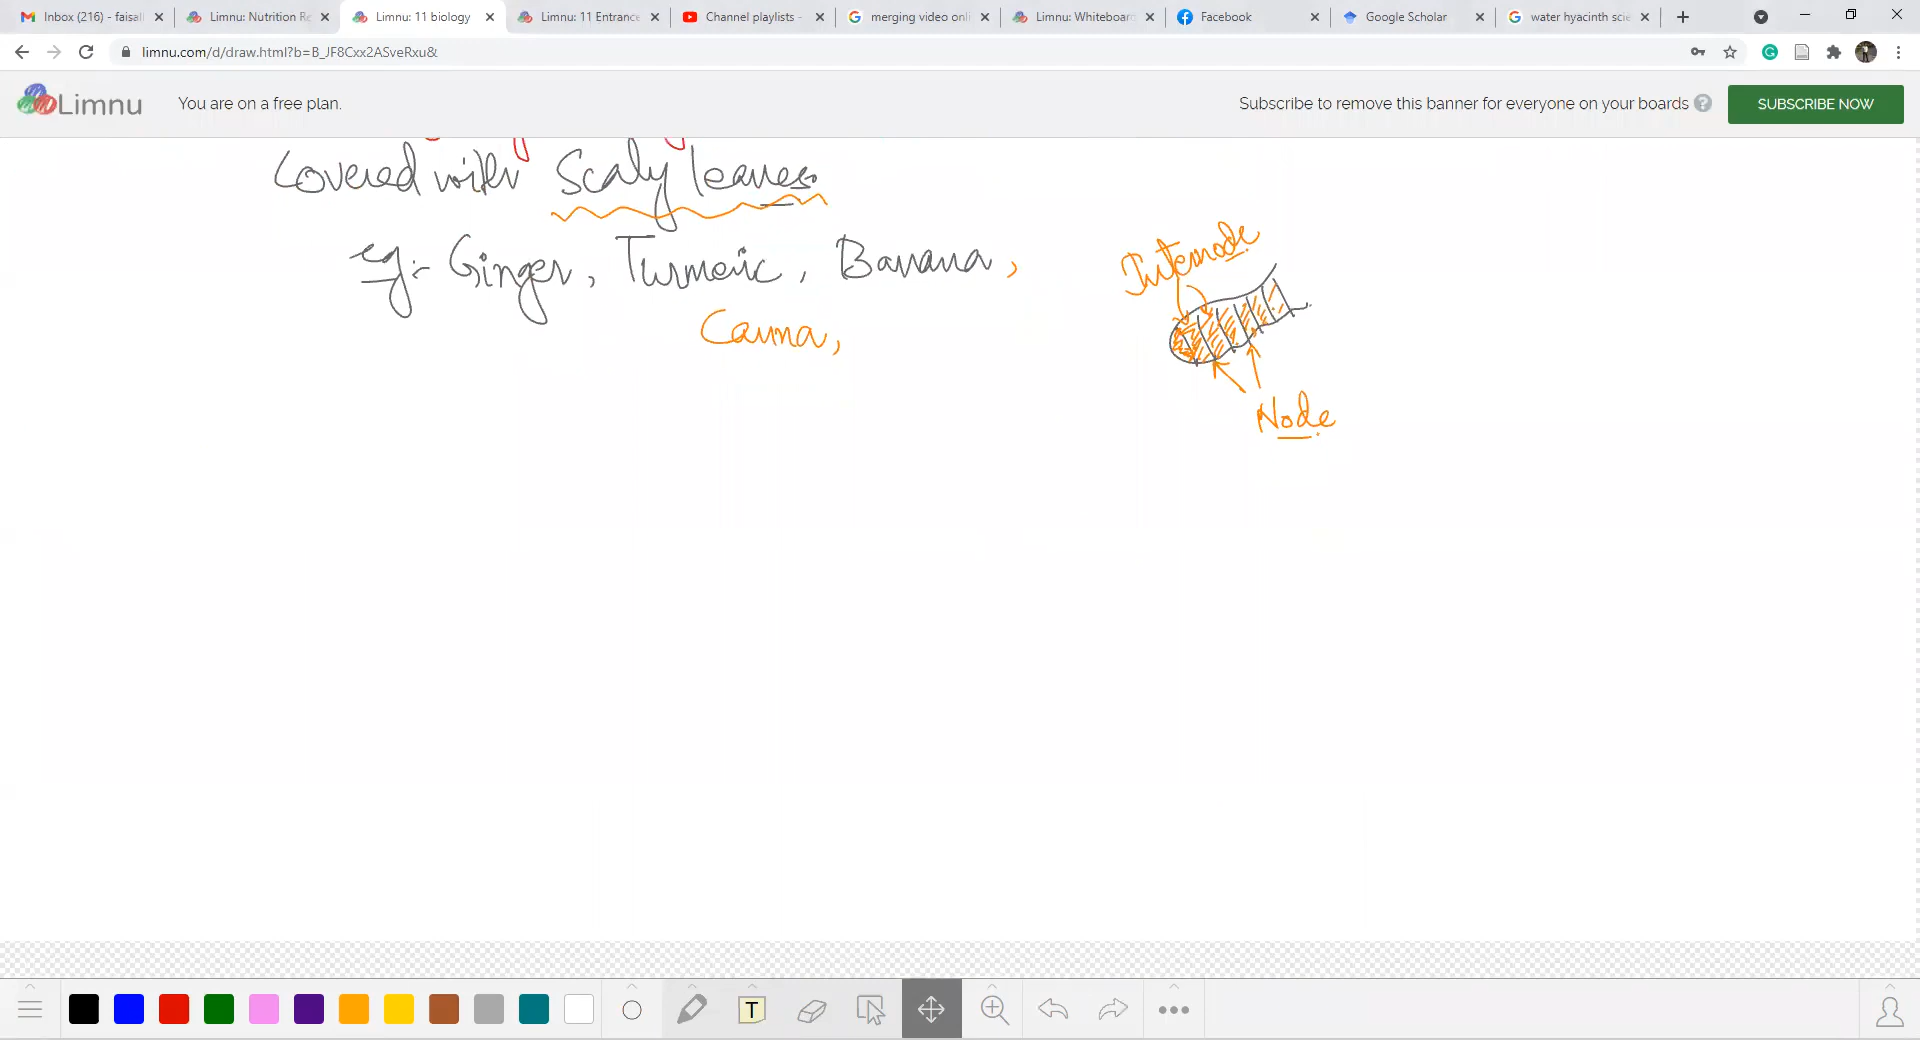 Inbox (216) - faisal
Limnu: Nutrition Re
Limnu: 11 biology
Limnu: 11 Entrance
Channel playlists -
merging video onli
Limnu: Whiteboard
Facebook
Google Scholar
water hyacinth scie
limnu.com/d/draw.html?b=B_JF8Cxx2ASveRxu&
Limnu
You are on a free plan.
Subscribe to remove this banner for everyone on your boards ?
SUBSCRIBE NOW
Covered with scaly leaves.
eg:- Ginger, Turmeric, Banana,
Canna,
Internode
Node
T